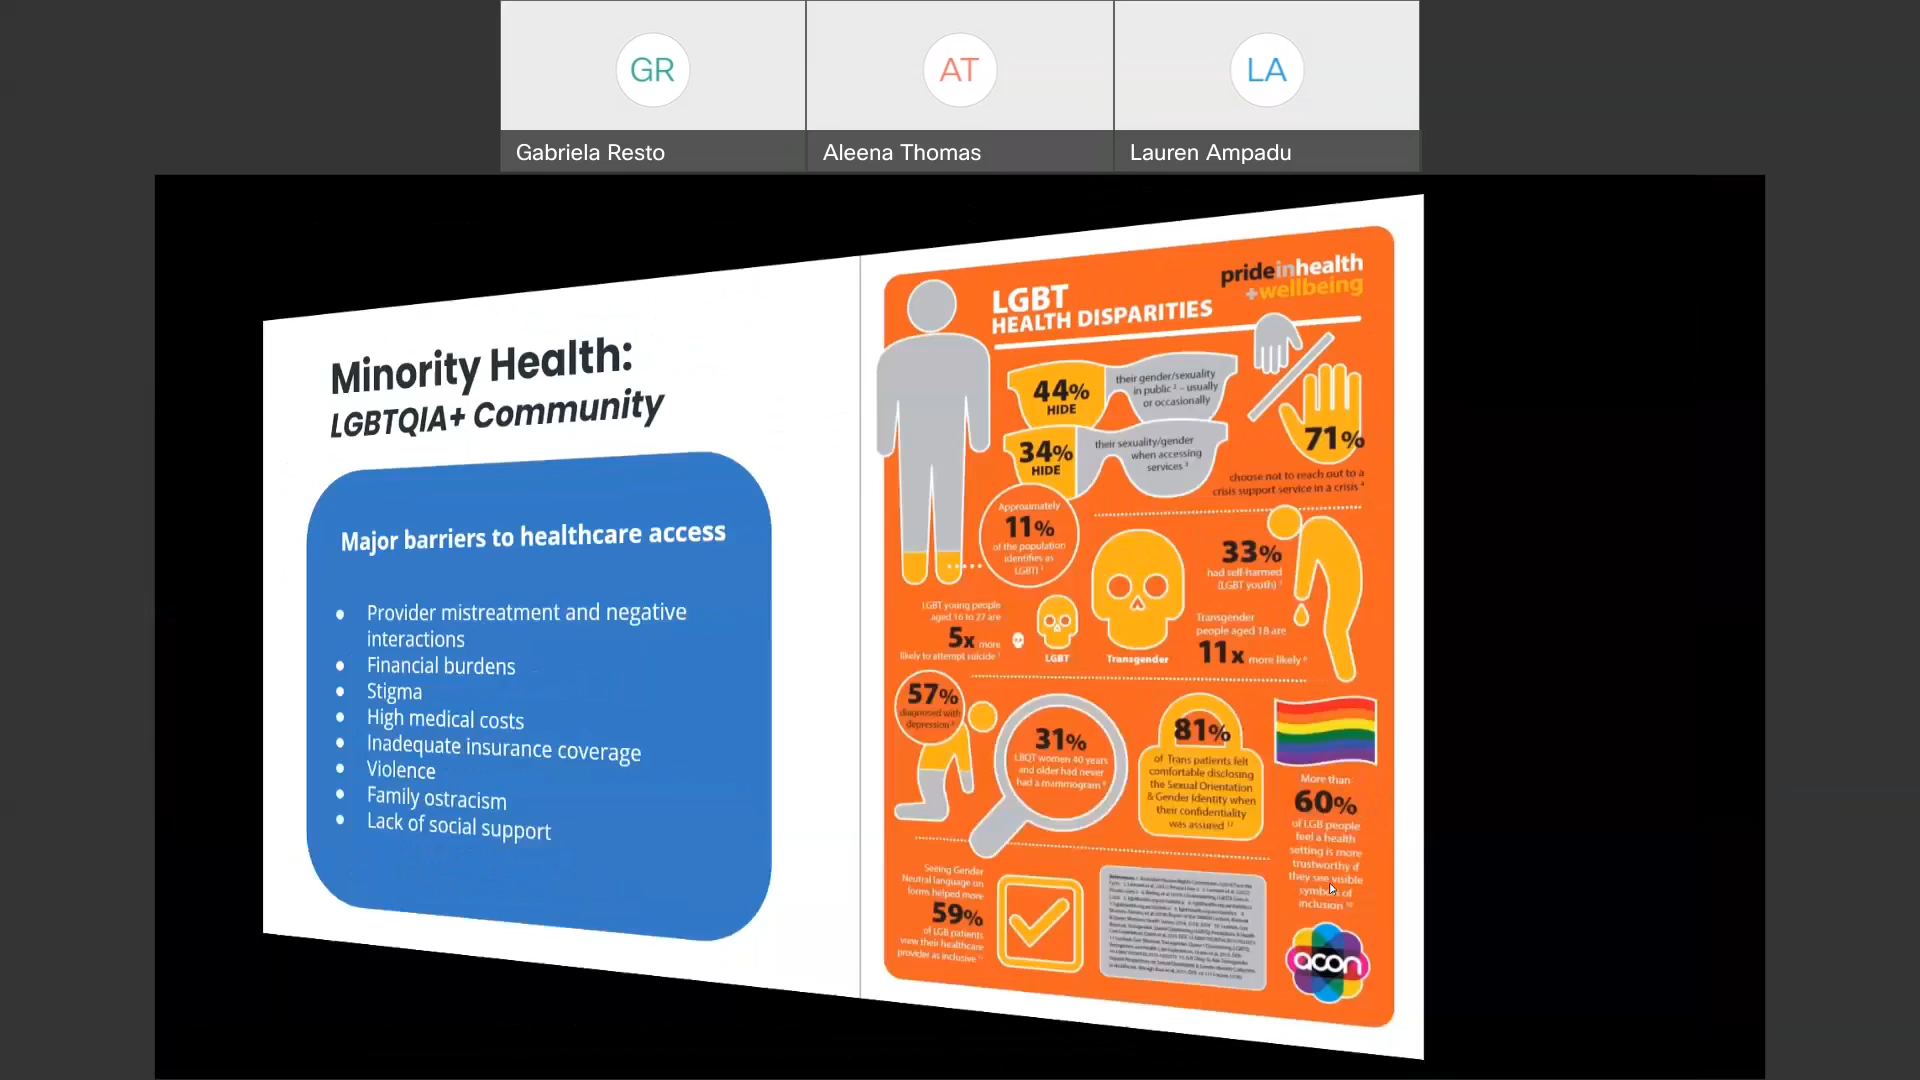 GR
AT
LA
Gabriela Resto
Aleena Thomas
Lauren Ampadu
Minority Health:
LGBTQIA+ Community
Major barriers to healthcare access
Provider mistreatment and negative
interactions
Financial burdens
Stigma
High medical costs
Inadequate insurance coverage
Violence
Family ostracism
Lack of social support
prideinhealth
+wellbeing
LGBT
HEALTH DISPARITIES
44%
HIDE
their gender/sexuality
in public 2 – usually
or occasionally
34%
HIDE
their sexuality/gender
when accessing
services 3
71%
choose not to reach out to a
crisis support service in a crisis 4
Approximately
11%
of the population
identifies as
LGBTI 1
33%
had self-harmed
(LGBT youth)
LGBT young people
aged 16 to 27 are
5x more
likely to attempt suicide
LGBT
Transgender
Transgender
people aged 18 are
11x more likely 6
57%
diagnosed with
depression
31%
LBQT women 40 years
and older had never
had a mammogram
81%
of Trans patients felt
comfortable disclosing
the Sexual Orientation
& Gender Identity when
their confidentiality
was assured 12
More than
60%
of LGB people
feel a health
setting is more
trustworthy if
they see visible
symbols of
inclusion 10
Seeing Gender
Neutral language on
forms helped more
59%
of LGB patients
view their healthcare
provider as inclusive 11
acon